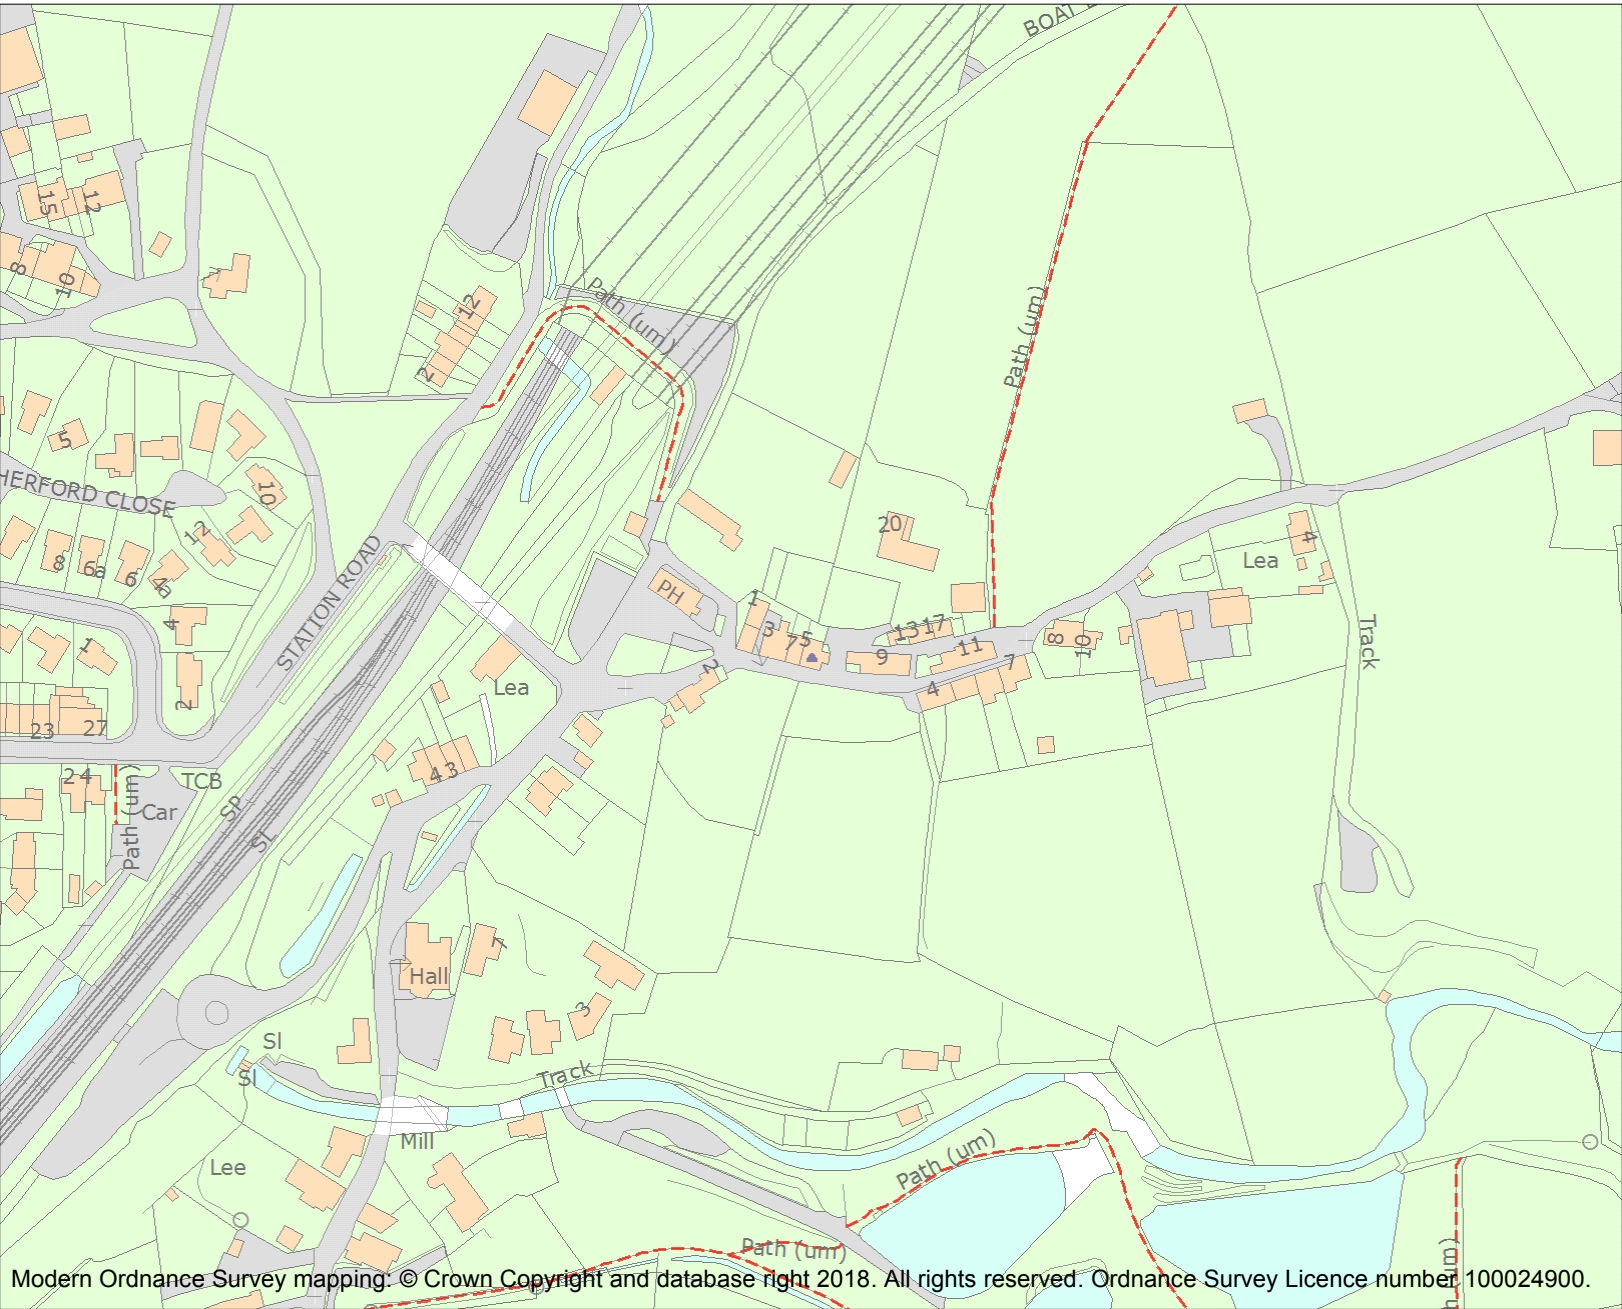 BOAT
15
12
8
10
Path (um)
12
2
Path (um)
5
HERFORD CLOSE
10
12
8
6a
6
4a
4
1
2
23
27
STATION ROAD
20
PH
1
3
7
5
13
17
9
11
7
4
2
8
10
Lea
4
Track
Lea
4
3
24
TCB
Car
Path (um)
SP
SL
Hall
7
3
Sl
Sl
Track
Mill
Lee
Path (um)
Path (um)
(um)
Modern Ordnance Survey mapping: © Crown Copyright and database right 2018. All rights reserved. Ordnance Survey Licence number 100024900.